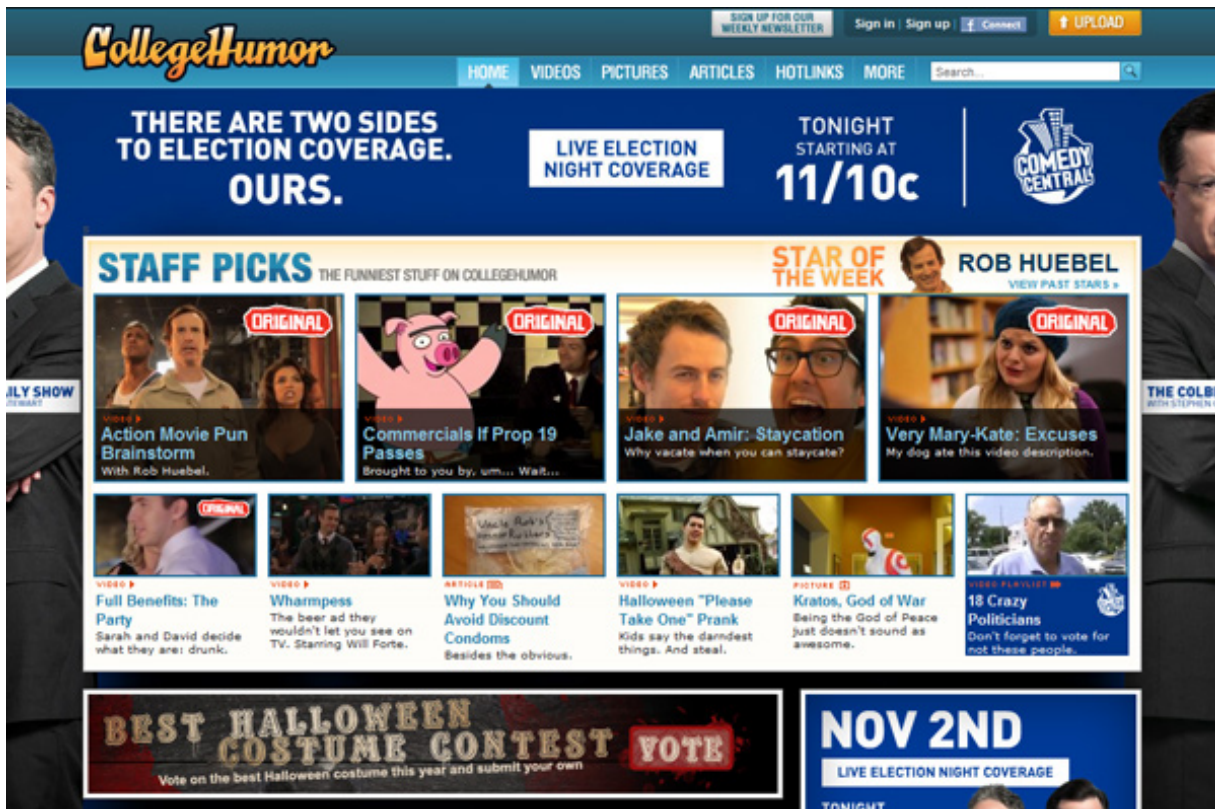 SIGN UP FOR OUR
WEEKLY NEWSLETTER
Sign in | Sign up
f Connect
UPLOAD
CollegeHumor
HOME VIDEOS PICTURES ARTICLES HOTLINKS MORE
Search...
THERE ARE TWO SIDES
TO ELECTION COVERAGE.
OURS.
LIVE ELECTION
NIGHT COVERAGE
TONIGHT
STARTING AT
11/10c
COMEDY
CENTRAL
STAFF PICKS THE FUNNIEST STUFF ON COLLEGEHUMOR
STAR OF
THE WEEK
ROB HUEBEL
VIEW PAST STARS »
ORIGINAL
VIDEO
Action Movie Pun
Brainstorm
With Rob Huebel.
ORIGINAL
VIDEO
Commercials If Prop 19
Passes
Brought to you by, um... Wait...
ORIGINAL
VIDEO
Jake and Amir: Staycation
Why vacate when you can staycate?
ORIGINAL
VIDEO
Very Mary-Kate: Excuses
My dog ate this video description.
ILY SHOW
STEWART
THE COLB
WITH STEPHEN
ORIGINAL
VIDEO
Full Benefits: The
Party
Sarah and David decide
what they are: drunk.
VIDEO
Wharmpess
The beer ad they
wouldn't let you see on
TV. Starring Will Forte.
Uncle Rob's
ARTICLE
Why You Should
Avoid Discount
Condoms
Besides the obvious.
VIDEO
Halloween "Please
Take One" Prank
Kids say the darndest
things. And steal.
PICTURE
Kratos, God of War
Being the God of Peace
just doesn't sound as
awesome.
VIDEO PLAYLIST
18 Crazy
Politicians
Don't forget to vote for
not these people.
BEST HALLOWEEN
COSTUME CONTEST
VOTE
Vote on the best Halloween costume this year and submit your own
NOV 2ND
LIVE ELECTION NIGHT COVERAGE
TONIGHT